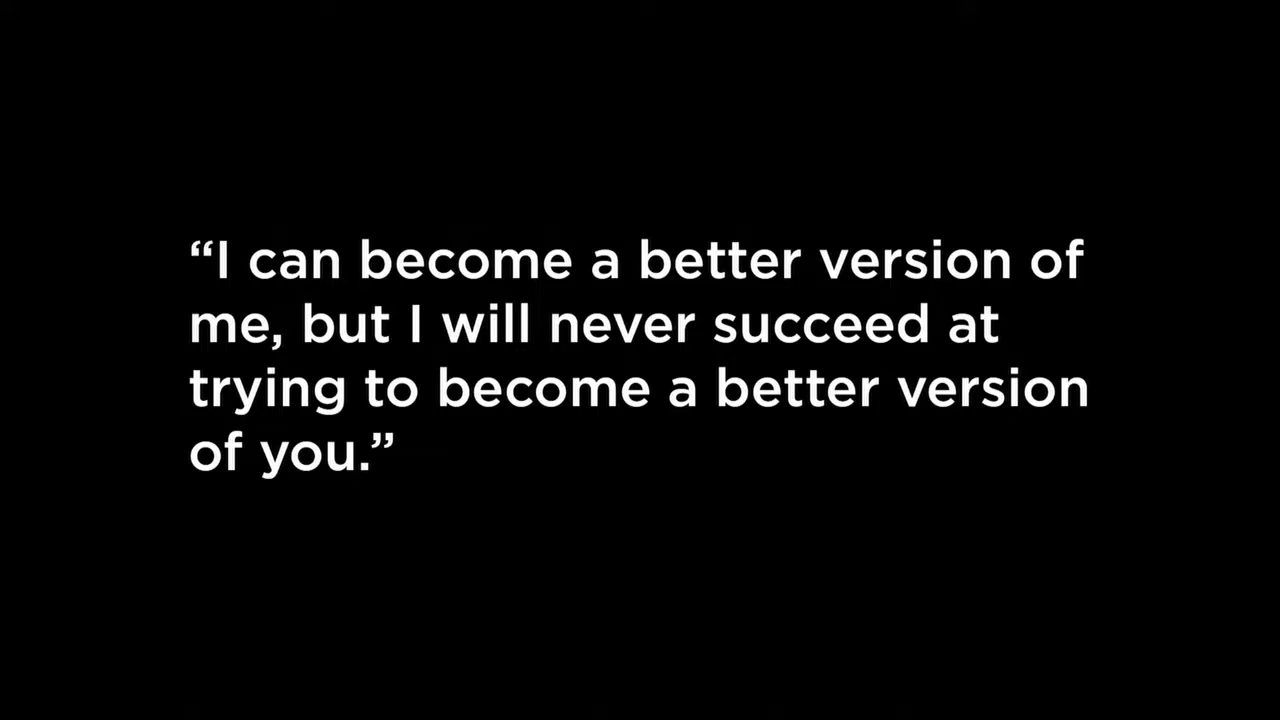 “I can become a better version of
me, but I will never succeed at
trying to become a better version
of you.”